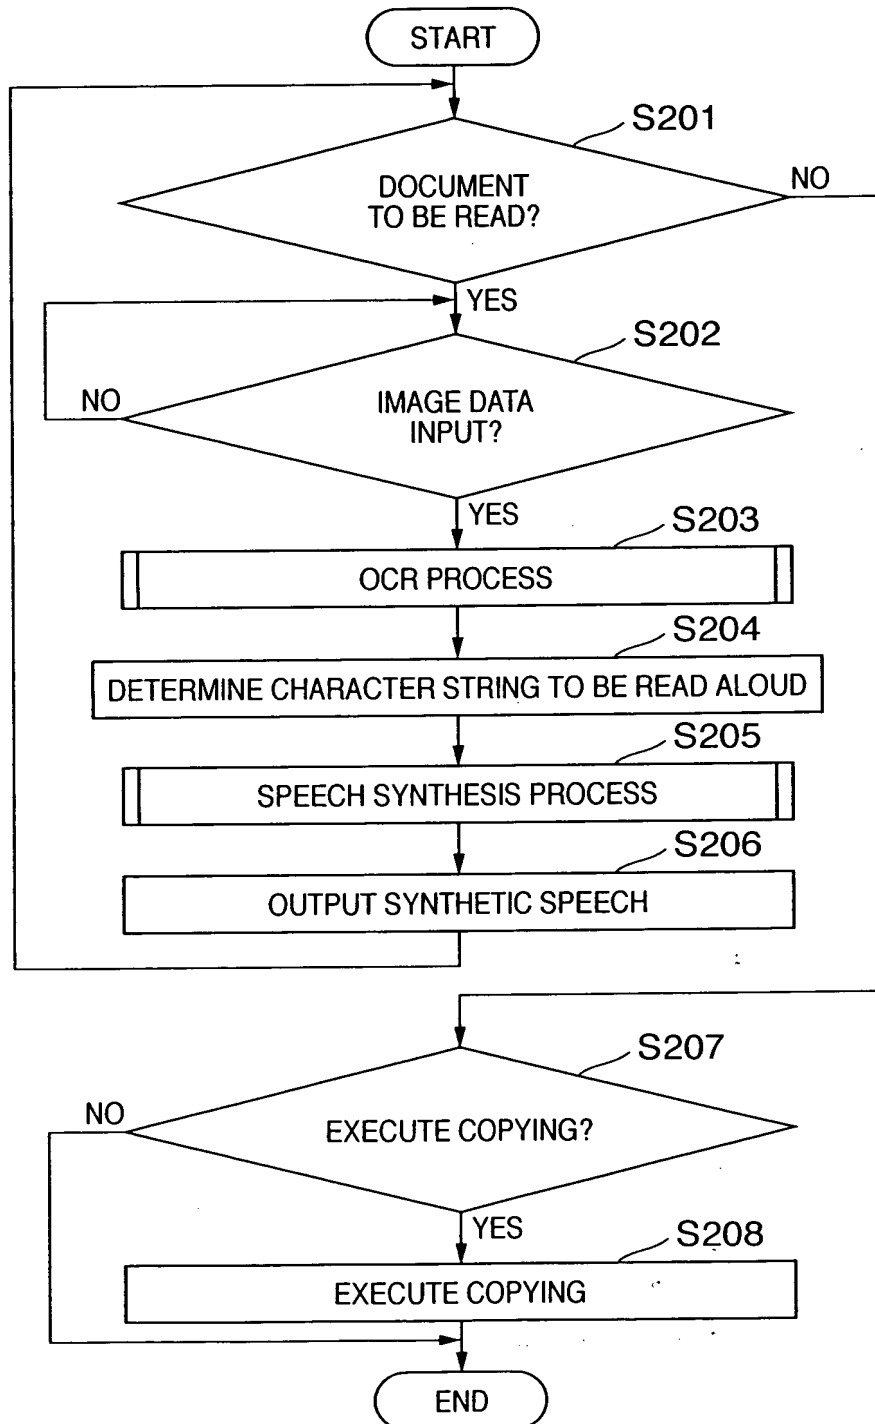 START
S201
DOCUMENT
TO BE READ?
NO
YES
S202
NO
IMAGE DATA
INPUT?
YES
S203
OCR PROCESS
S204
DETERMINE CHARACTER STRING TO BE READ ALOUD
S205
SPEECH SYNTHESIS PROCESS
S206
OUTPUT SYNTHETIC SPEECH
S207
NO
EXECUTE COPYING?
YES
S208
EXECUTE COPYING
END